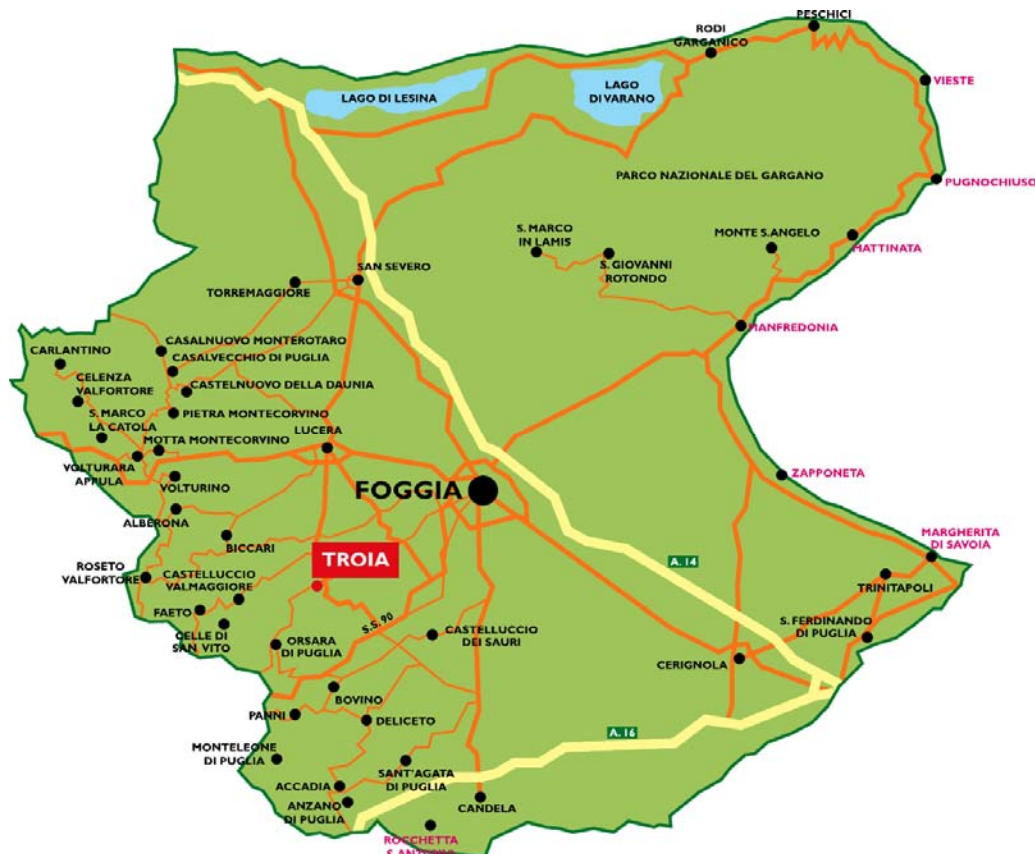 PESCHICI
RODI
GARGANICO
VIESTE
LAGO DI LESINA
LAGO
DI VARANO
PARCO NAZIONALE DEL GARGANO
PUGNOCHIUSO
S. MARCO
IN LAMIS
MONTE S.ANGELO
MATTINATA
S. GIOVANNI
ROTONDO
SAN SEVERO
TORREMAGGIORE
MANFREDONIA
CASALNUOVO MONTEROTARO
CARLANTINO
CASALVECCHIO DI PUGLIA
CELENZA
VALFORTORE
CASTELNUOVO DELLA DAUNIA
S. MARCO
LA CATOLA
PIETRA MONTECORVINO
LUCERA
MOTTA MONTECORVINO
VOLTURARA
APPULA
VOLTURINO
ZAPPONETA
FOGGIA
ALBERONA
BICCARI
MARGHERITA
DI SAVOIA
TROIA
A. 14
ROSETO
VALFORTORE
CASTELLUCCIO
VALMAGGIORE
TRINITAPOLI
FAETO
S.S. 90
S. FERDINANDO
DI PUGLIA
CELLE DI
SAN VITO
ORSARA
DI PUGLIA
CASTELLUCCIO
DEI SAURI
CERIGNOLA
BOVINO
PANNI
DELICETO
A. 16
MONTELEONE
DI PUGLIA
SANT'AGATA
DI PUGLIA
ACCADIA
ANZANO
DI PUGLIA
CANDELA
ROCCHETTA